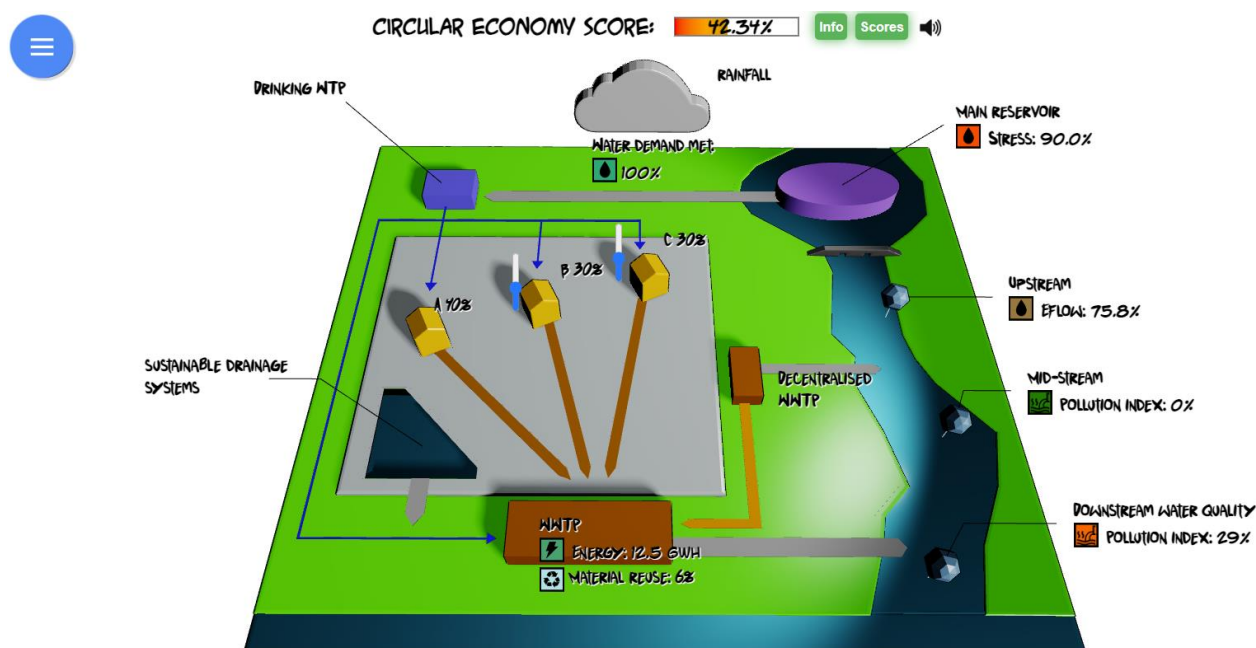 CIRCULAR ECONOMY SCORE: 42.34% Info Scores
RAINFALL
DRINKING WTP
MAIN RESERVOIR
STRESS: 90.0%
WATER DEMAND MET:
100%
C 30%
B 30%
A 40%
UPSTREAM
EFLOW: 75.8%
SUSTAINABLE DRAINAGE
SYSTEMS
DECENTRALISED
WWTP
MID-STREAM
POLLUTION INDEX: 0%
DOWNSTREAM WATER QUALITY
POLLUTION INDEX: 29%
WWTP
ENERGY: 12.5 GWH
MATERIAL REUSE: 6%